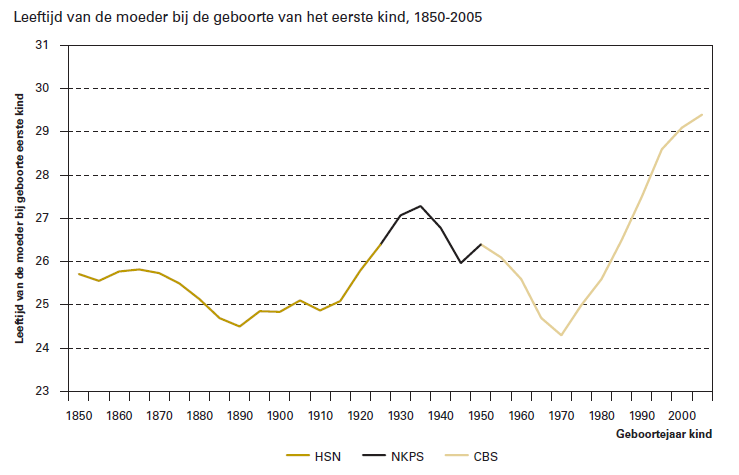 Leeftijd van de moeder bij de geboorte van het eerste kind, 1850-2005
Leeftijd van de moeder bij geboorte eerste kind
31
30
29
28
27
26
25
24
23
1850 1860 1870 1880 1890 1900 1910 1920 1930 1940 1950 1960 1970 1980 1990 2000
Geboortejaar kind
HSN NKPS CBS